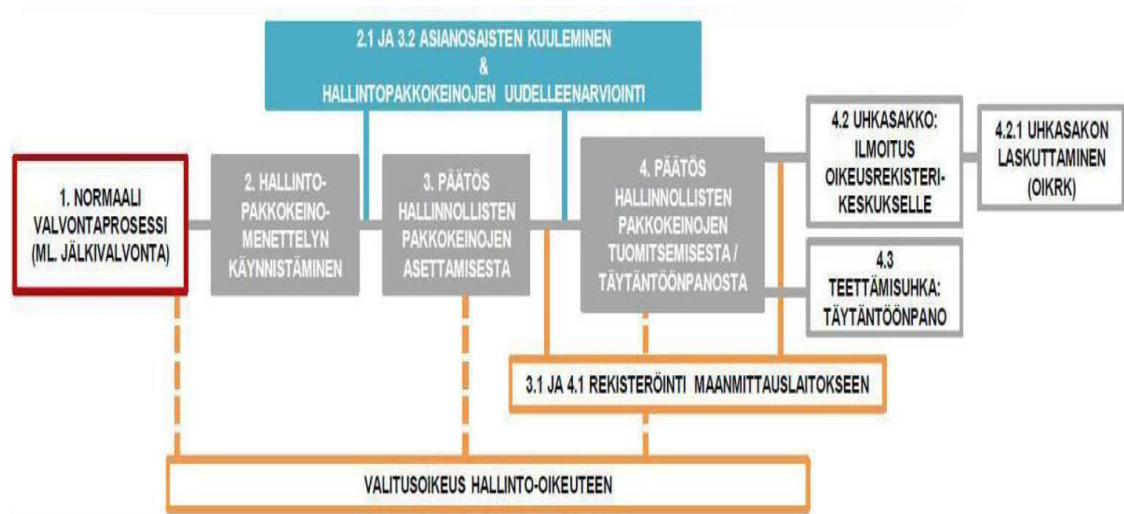 2.1 JA 3.2 ASIANOSAISTEN KUULEMINEN
&
HALLINTOPAKKOKEINOJEN UUDELLEENARVIOINTI
1. NORMAALI
VALVONTAPROSESSI
(ML. JÄLKIVALVONTA)
2. HALLINTO-
PAKKOKEINO-
MENETTELYN
KÄYNNISTÄMINEN
3. PÄÄTÖS
HALLINNOLLISTEN
PAKKOKEINOJEN
ASETTAMISESTA
4. PÄÄTÖS
HALLINNOLLISTEN
PAKKOKEINOJEN
TUOMITSEMISESTA /
TÄYTÄNTÖÖNPANOSTA
4.2 UHKASAKKO:
ILMOITUS
OIKEUSREKISTERI-
KESKUKSELLE
4.2.1 UHKASAKON
LASKUTTAMINEN
(OIKRK)
4.3
TEETTÄMISUHKA:
TÄYTÄNTÖÖNPANO
3.1 JA 4.1 REKISTERÖINTI MAANMITTAUSLAITOKSEEN
VALITUSOIKEUS HALLINTO-OIKEUTEEN